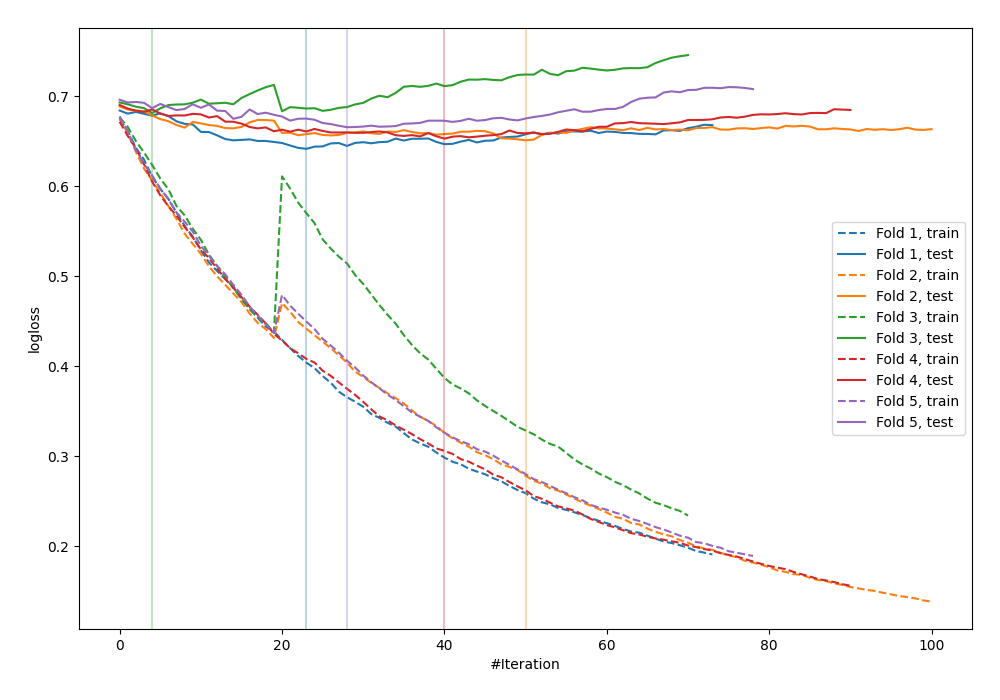 0.7
0.6
0.5
0.4
0.3
0.2
logloss
0
20
40
60
80
100
#Iteration
Fold 1, train
Fold 1, test
Fold 2, train
Fold 2, test
Fold 3, train
Fold 3, test
Fold 4, train
Fold 4, test
Fold 5, train
Fold 5, test